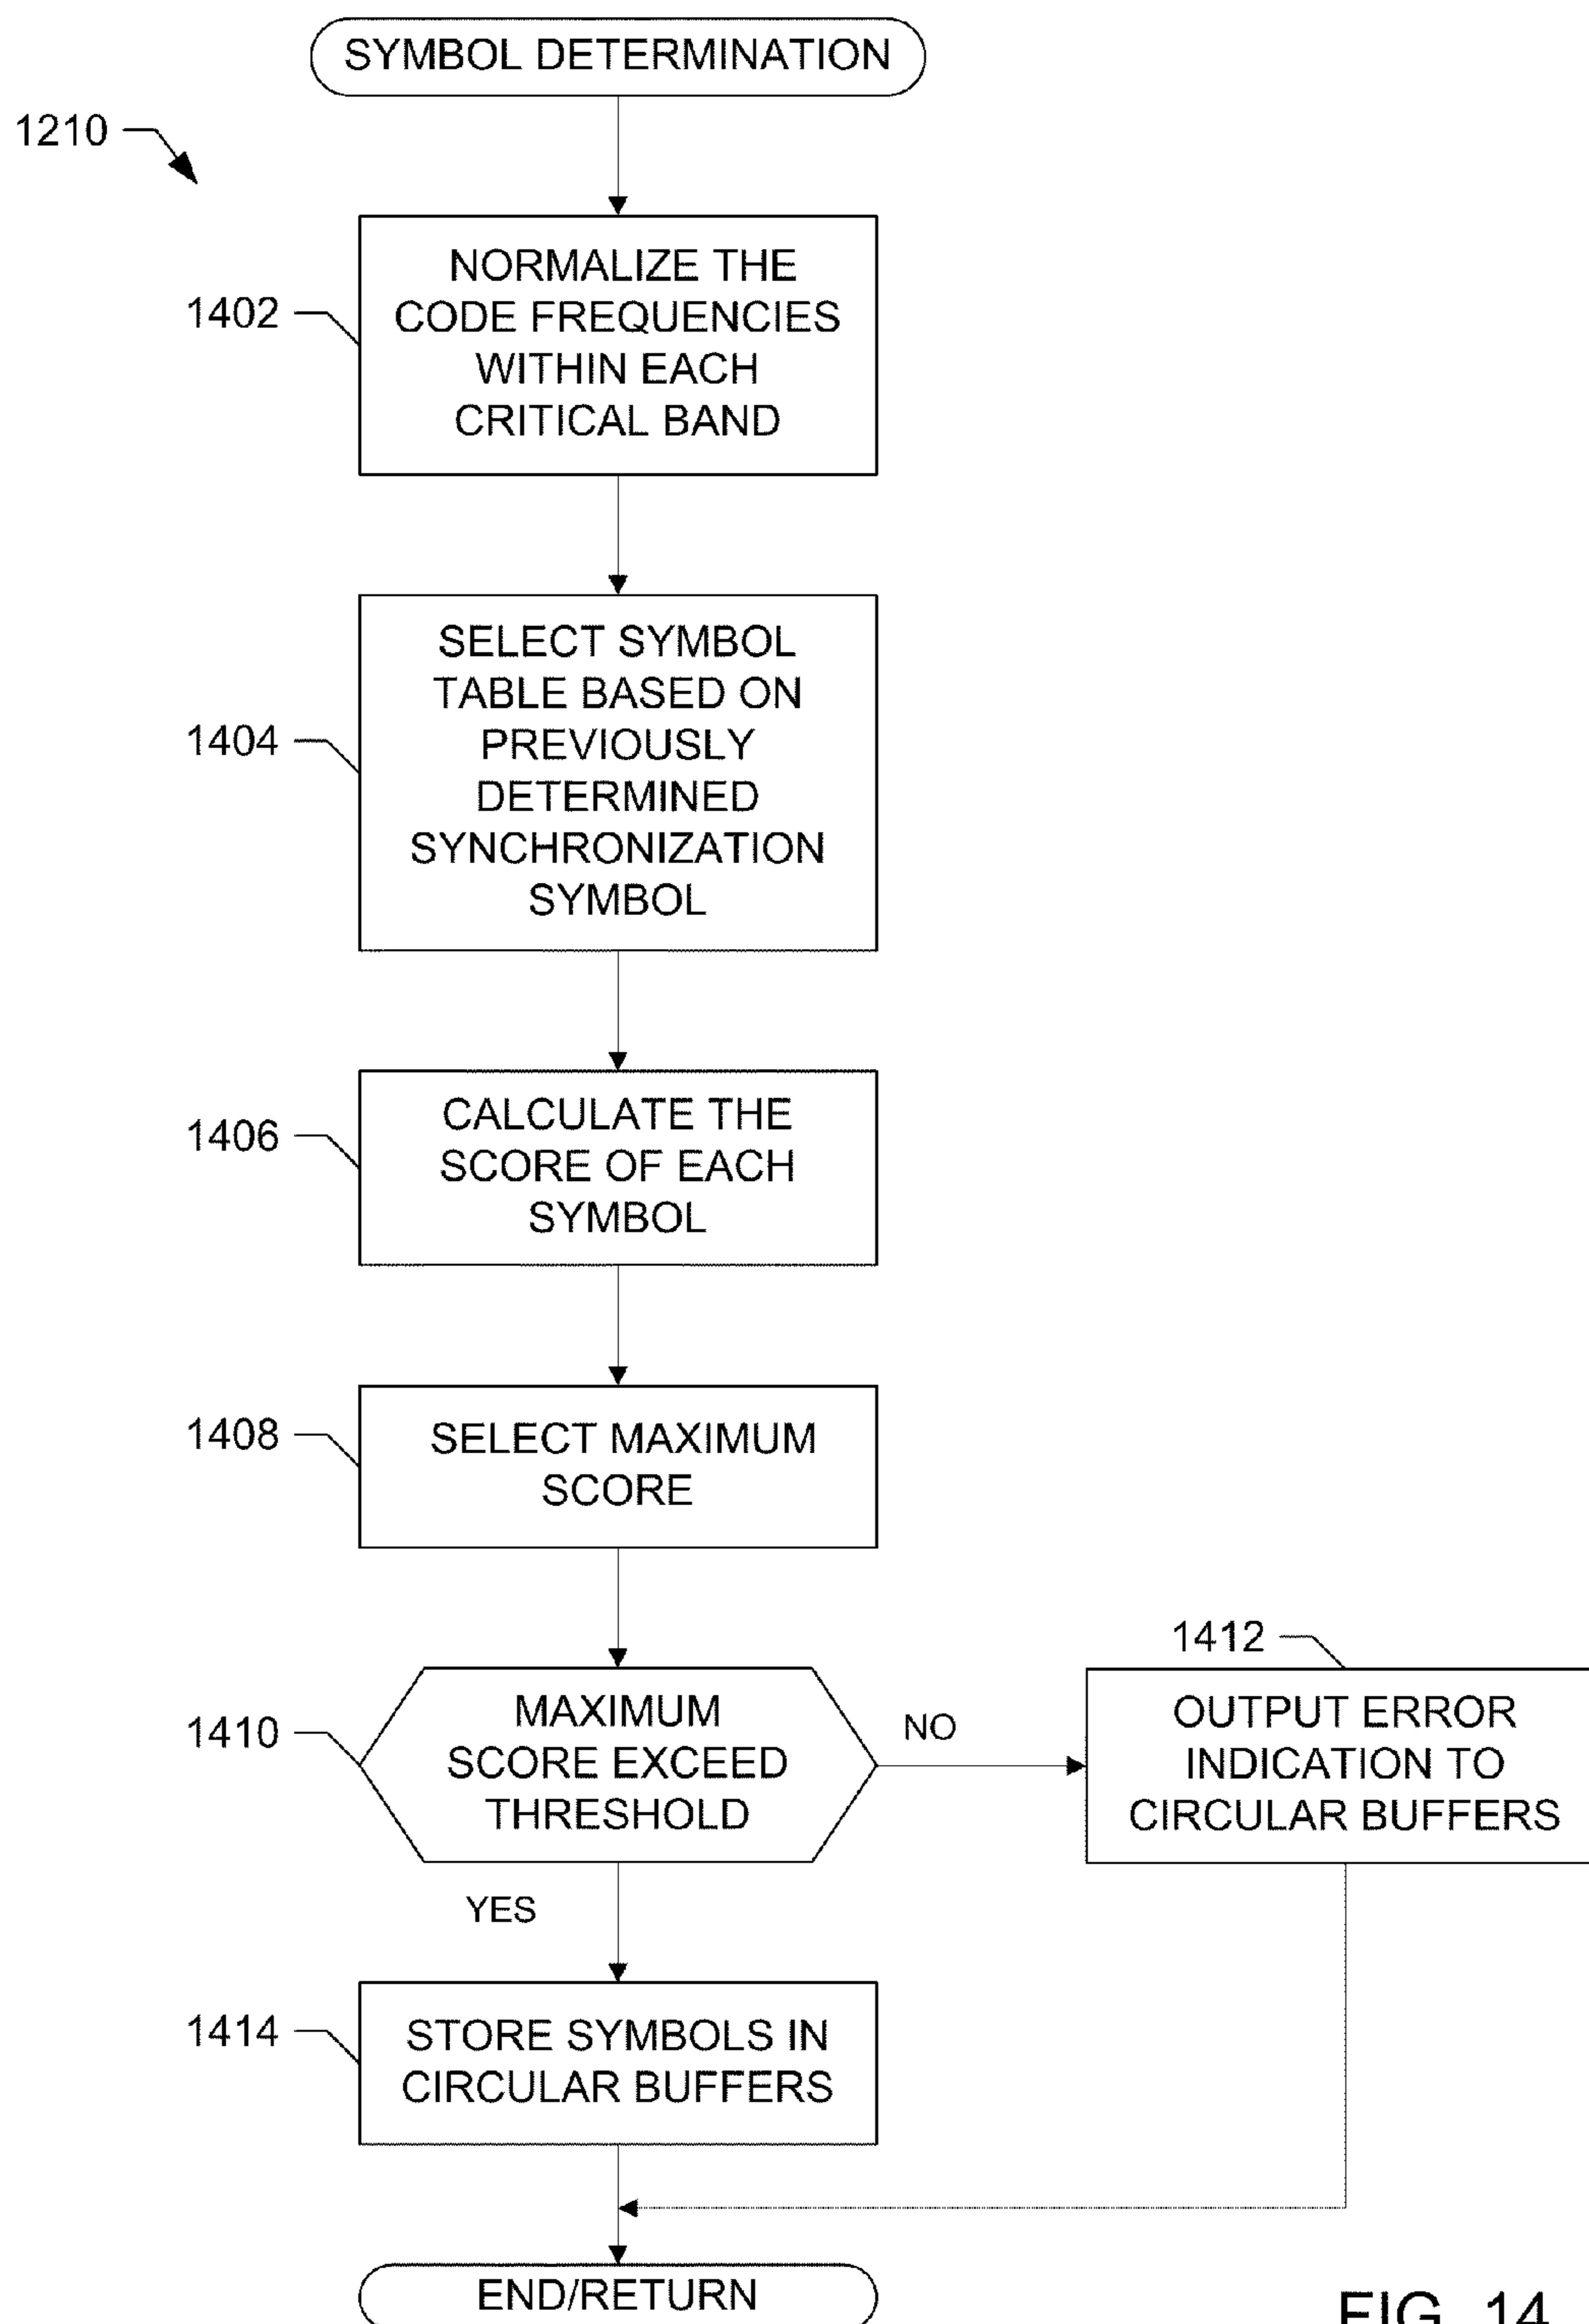 SYMBOL DETERMINATION
1210
NORMALIZE THE
CODE FREQUENCIES
WITHIN EACH
CRITICAL BAND
1402
SELECT SYMBOL
TABLE BASED ON
PREVIOUSLY
DETERMINED
SYNCHRONIZATION
SYMBOL
1404
CALCULATE THE
SCORE OF EACH
SYMBOL
1406
SELECT MAXIMUM
SCORE
1408
MAXIMUM
SCORE EXCEED
THRESHOLD
1410
NO
1412
OUTPUT ERROR
INDICATION TO
CIRCULAR BUFFERS
YES
STORE SYMBOLS IN
CIRCULAR BUFFERS
1414
END/RETURN
FIG. 14